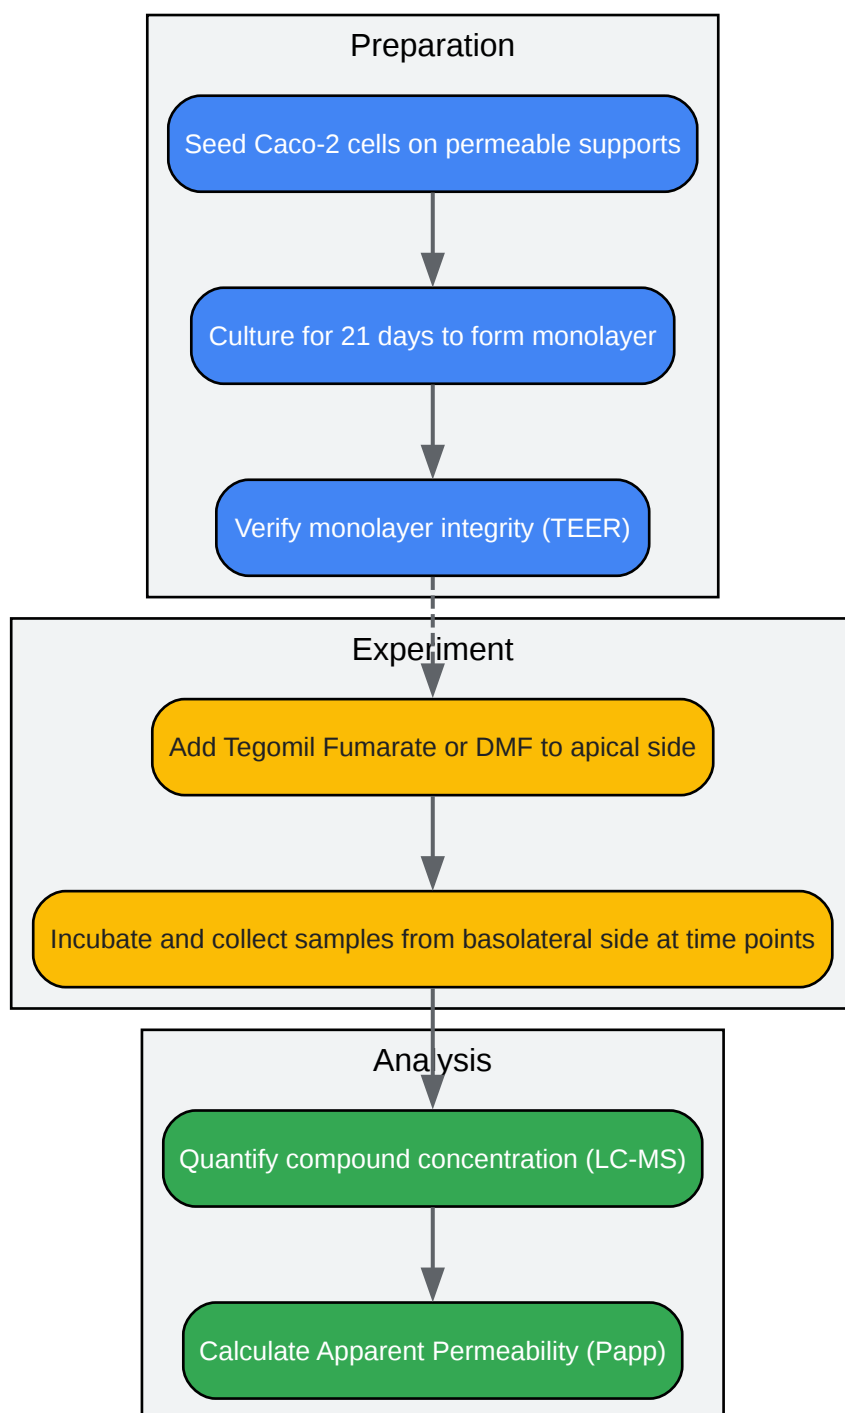 Preparation
Seed Caco-2 cells on permeable supports
Culture for 21 days to form monolayer
Verify monolayer integrity (TEER)
Experiment
Add Tegomil Fumarate or DMF to apical side
Incubate and collect samples from basolateral side at time points
Analysis
Quantify compound concentration (LC-MS)
Calculate Apparent Permeability (Papp)